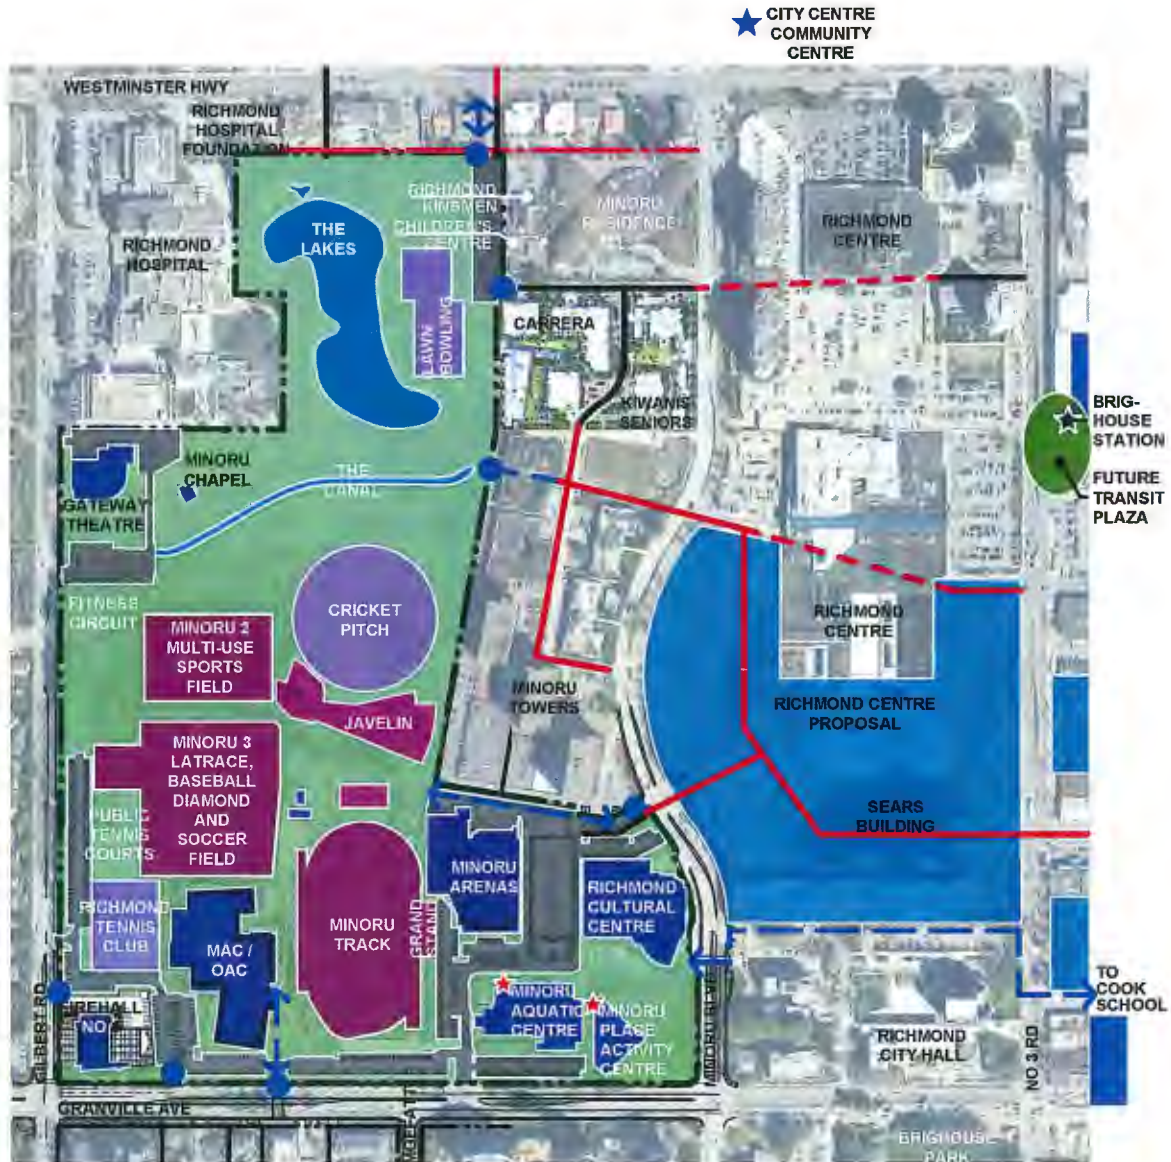 CITY CENTRE
COMMUNITY
CENTRE
WESTMINSTER HWY
RICHMOND
HOSPITAL
FOUNDATION
RICHMOND
KINSMEN
CHILDREN'S
CENTRE
MINORU
RESIDENCE
RICHMOND
CENTRE
THE
LAKES
RICHMOND
HOSPITAL
LAWN
BOWLING
CARRERA
KIWANIS
SENIORS
BRIG-
HOUSE
STATION
FUTURE
TRANSIT
PLAZA
MINORU
CHAPEL
THE
CANAL
GATEWAY
THEATRE
FITNESS
CIRCUIT
CRICKET
PITCH
MINORU 2
MULTI-USE
SPORTS
FIELD
RICHMOND
CENTRE
MINORU
TOWERS
JAVELIN
RICHMOND CENTRE
PROPOSAL
MINORU 3
LATRACE,
BASEBALL
DIAMOND
AND
SOCCER
FIELD
PUBLIC
TENNIS
COURTS
SEARS
BUILDING
MINORU
ARENAS
RICHMOND
CULTURAL
CENTRE
RICHMOND
TENNIS
CLUB
MINORU
TRACK
GRAND
STAND
MAC /
OAC
TO
COOK
SCHOOL
MINORU
AQUATIC
CENTRE
MINORU
PLACE
ACTIVITY
CENTRE
FIREHALL
NO
GILBERT RD
MINORU BLVD
RICHMOND
CITY HALL
NO 3 RD
GRANVILLE AVE
MOFFATT
BRIGHOUSE
PARK